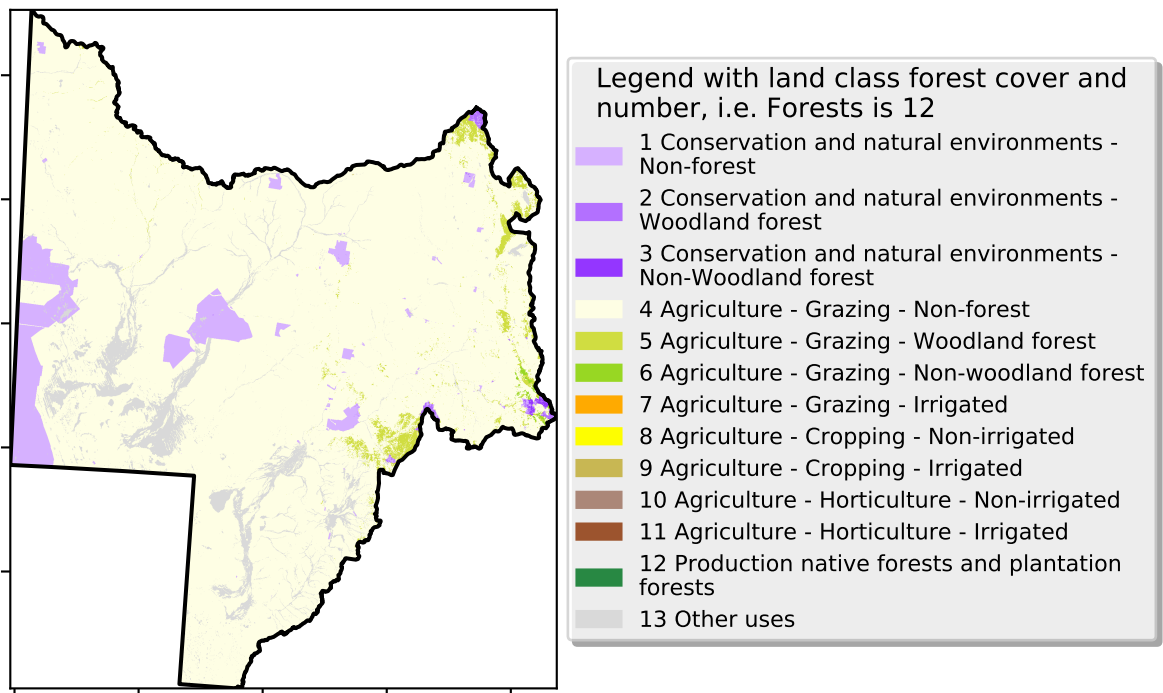 Legend with land class forest cover and
number, i.e. Forests is 12
1 Conservation and natural environments -
Non-forest
2 Conservation and natural environments -
Woodland forest
3 Conservation and natural environments -
Non-Woodland forest
4 Agriculture - Grazing - Non-forest
5 Agriculture - Grazing - Woodland forest
6 Agriculture - Grazing - Non-woodland forest
7 Agriculture - Grazing - Irrigated
8 Agriculture - Cropping - Non-irrigated
9 Agriculture - Cropping - Irrigated
10 Agriculture - Horticulture - Non-irrigated
11 Agriculture - Horticulture - Irrigated
12 Production native forests and plantation
forests
13 Other uses